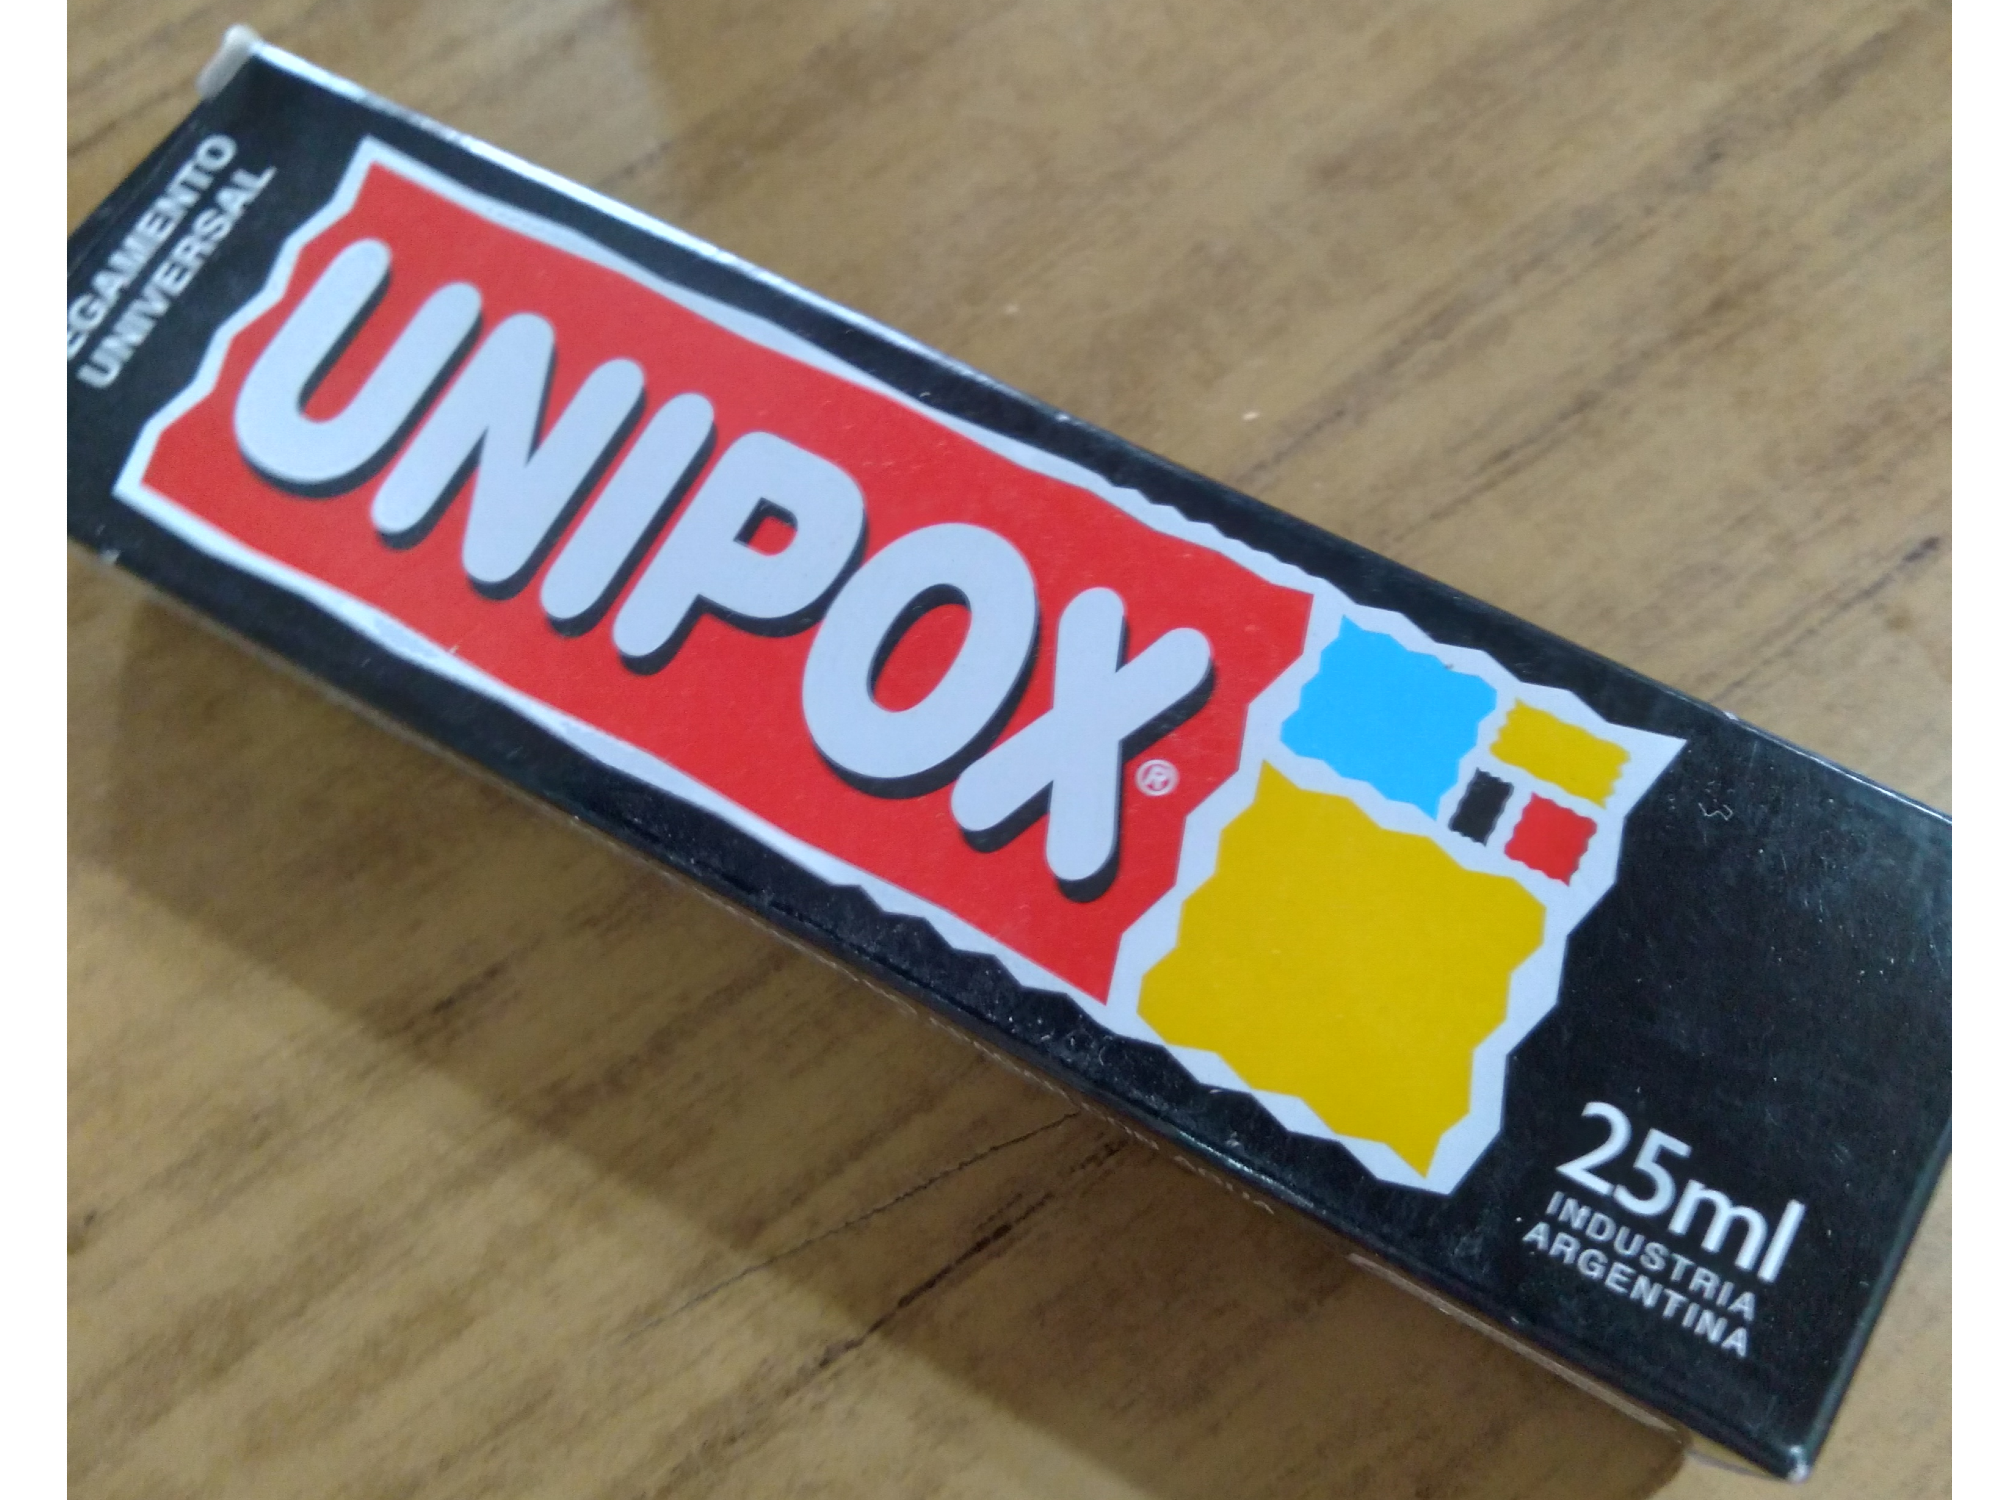 EGAMENTO
UNIVERSAL
UNIPOX®
25ml
INDUSTRIA
ARGENTINA